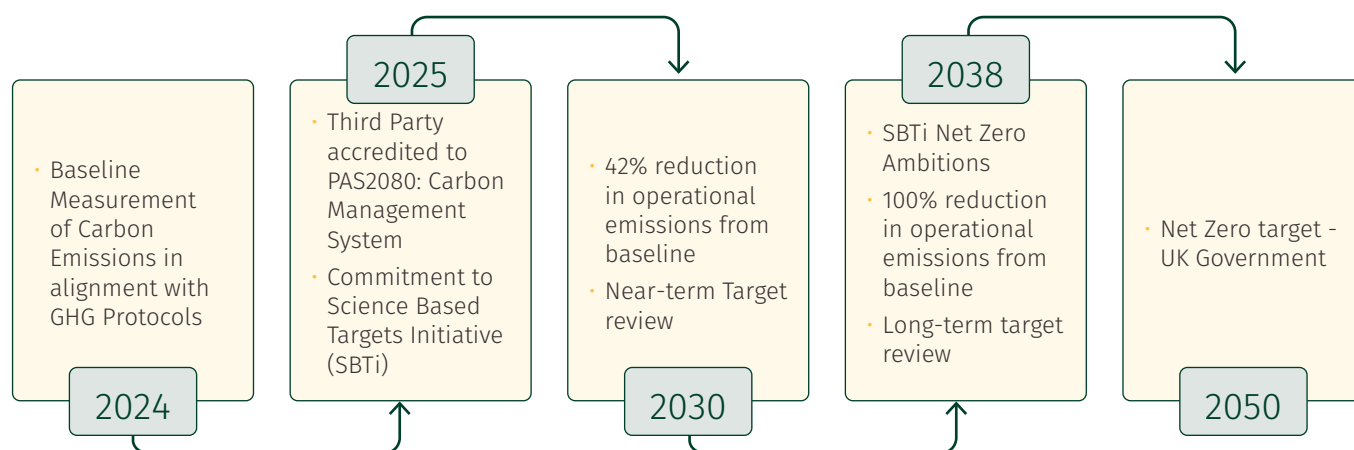 · Baseline
Measurement
of Carbon
Emissions in
alignment with
GHG Protocols
2024
2025
· Third Party
accredited to
PAS2080: Carbon
Management
System
· Commitment to
Science Based
Targets Initiative
(SBTi)
· 42% reduction
in operational
emissions from
baseline
· Near-term Target
review
2030
2038
· SBTi Net Zero
Ambitions
· 100% reduction
in operational
emissions from
baseline
· Long-term target
review
· Net Zero target -
UK Government
2050